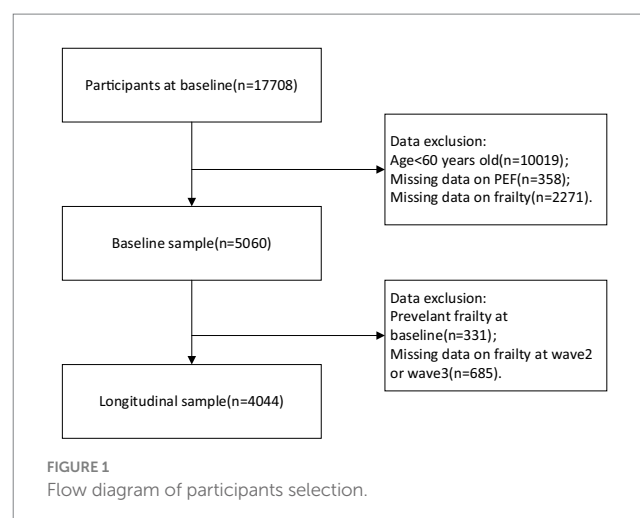 Participants at baseline(n=17708)
Data exclusion:
Age<60 years old(n=10019);
Missing data on PEF(n=358);
Missing data on frailty(n=2271).
Baseline sample(n=5060)
Data exclusion:
Prevelant frailty at
baseline(n=331);
Missing data on frailty at wave2
or wave3(n=685).
Longitudinal sample(n=4044)
FIGURE 1
Flow diagram of participants selection.